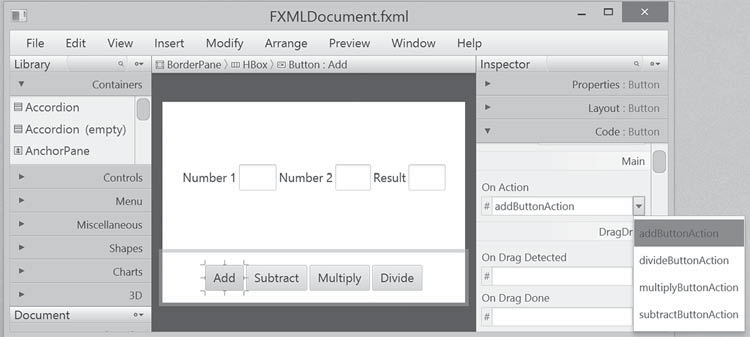 FXMLDocument.fxml
File Edit View Insert Modify Arrange Preview Window Help
Library
Containers
Accordion
Accordion (empty)
AnchorPane
Controls
Menu
Miscellaneous
Shapes
Charts
3D
Document
BorderPane > HBox > Button : Add
Number 1 Number 2 Result
Add Subtract Multiply Divide
Inspector
Properties : Button
Layout : Button
Code : Button
Main
On Action
# addButtonAction
DragDr
On Drag Detected
#
On Drag Done
#
addButtonAction
divideButtonAction
multiplyButtonAction
subtractButtonAction